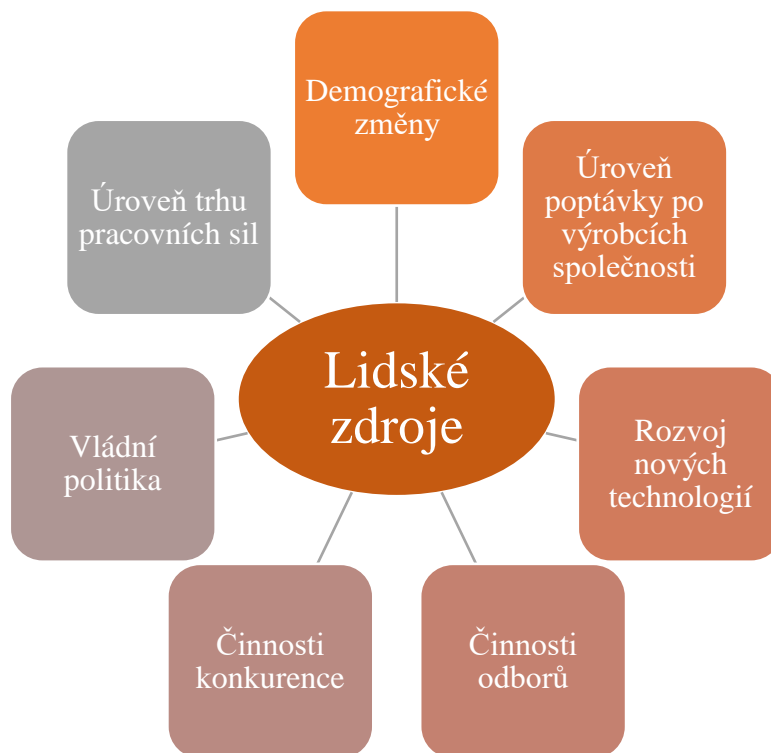 Demografické
změny
Úroveň
poptávky po
výrobcích
společnosti
Rozvoj
nových
technologií
Činnosti
odborů
Činnosti
konkurence
Vládní
politika
Úroveň trhu
pracovních sil
Lidské
zdroje